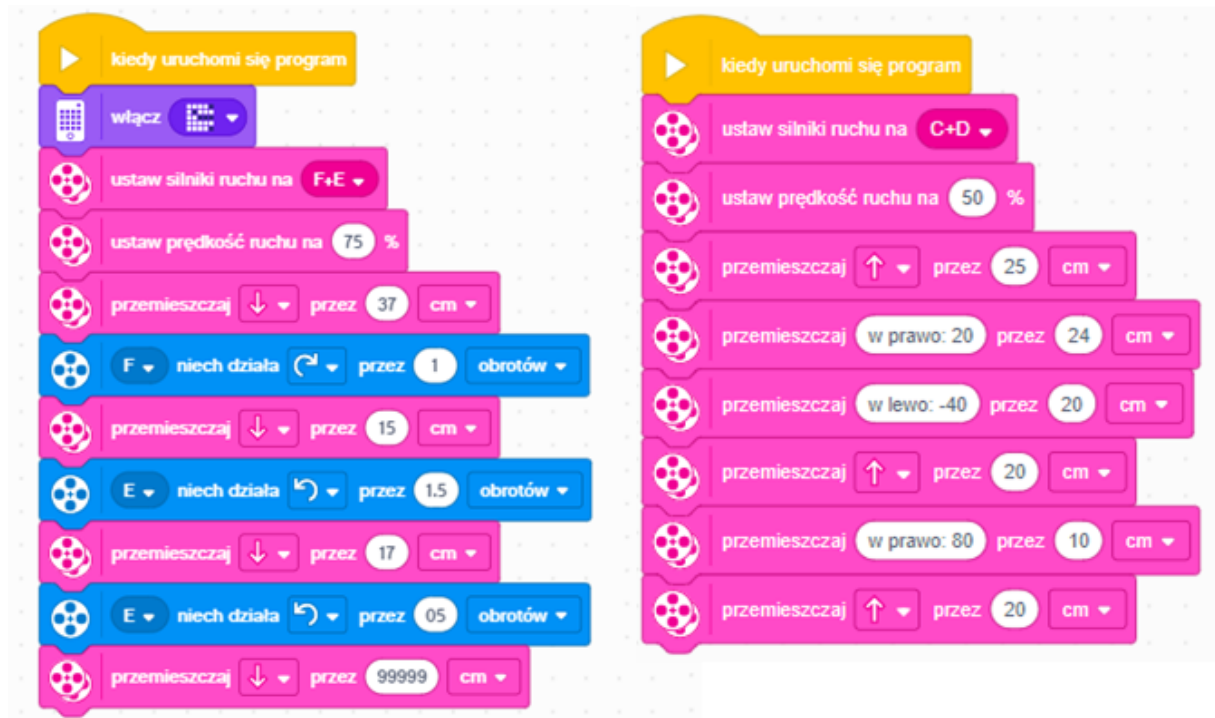 kiedy uruchomi się program
włącz
ustaw silniki ruchu na F+E
ustaw prędkość ruchu na 75 %
przemieszczaj przez 37 cm
F niech działa przez 1 obrotów
przemieszczaj przez 15 cm
E niech działa przez 1.5 obrotów
przemieszczaj przez 17 cm
E niech działa przez 05 obrotów
przemieszczaj przez 99999 cm
kiedy uruchomi się program
ustaw silniki ruchu na C+D
ustaw prędkość ruchu na 50 %
przemieszczaj przez 25 cm
przemieszczaj w prawo: 20 przez 24 cm
przemieszczaj w lewo: -40 przez 20 cm
przemieszczaj przez 20 cm
przemieszczaj w prawo: 80 przez 10 cm
przemieszczaj przez 20 cm